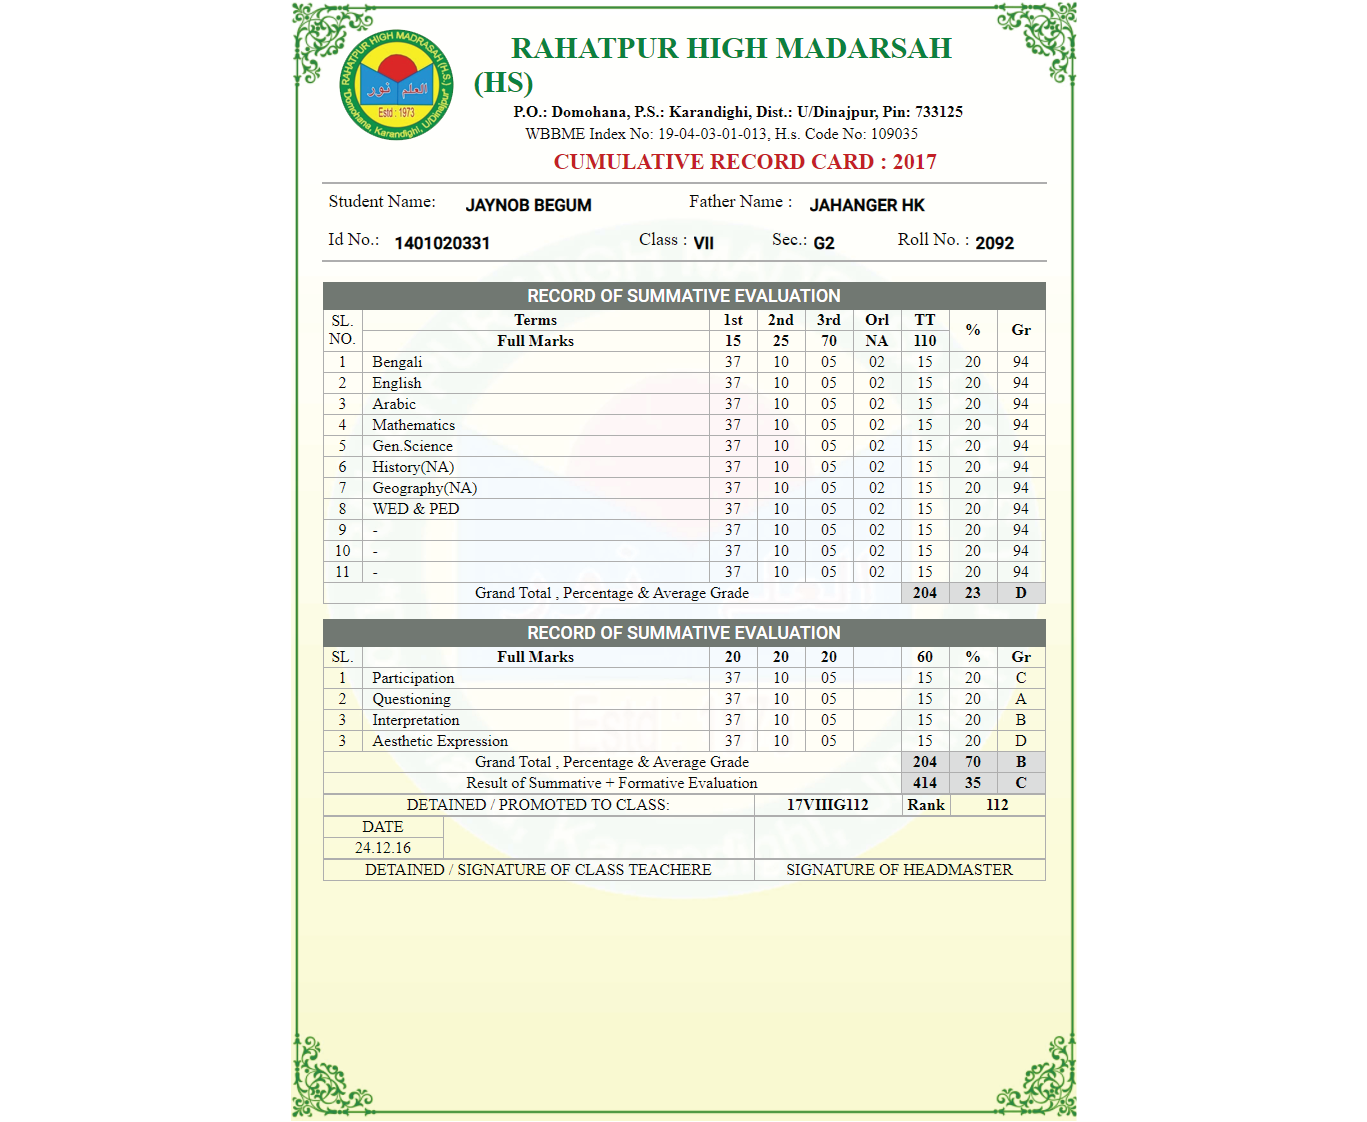 RAHATPUR HIGH MADRASAH (H.S.)
العلم نور
Estd : 1973
Domohana, Karandighi, U/Dinajpur
RAHATPUR HIGH MADARSAH
(HS)
P.O.: Domohana, P.S.: Karandighi, Dist.: U/Dinajpur, Pin: 733125
WBBME Index No: 19-04-03-01-013, H.s. Code No: 109035
CUMULATIVE RECORD CARD : 2017
Student Name: JAYNOB BEGUM Father Name : JAHANGER HK
Id No.: 1401020331 Class : VII Sec.: G2 Roll No. : 2092
RECORD OF SUMMATIVE EVALUATION
SL. NO. Terms 1st 2nd 3rd Orl TT % Gr
Full Marks 15 25 70 NA 110
1 Bengali 37 10 05 02 15 20 94
2 English 37 10 05 02 15 20 94
3 Arabic 37 10 05 02 15 20 94
4 Mathematics 37 10 05 02 15 20 94
5 Gen.Science 37 10 05 02 15 20 94
6 History(NA) 37 10 05 02 15 20 94
7 Geography(NA) 37 10 05 02 15 20 94
8 WED & PED 37 10 05 02 15 20 94
9 - 37 10 05 02 15 20 94
10 - 37 10 05 02 15 20 94
11 - 37 10 05 02 15 20 94
Grand Total , Percentage & Average Grade 204 23 D
RECORD OF SUMMATIVE EVALUATION
SL. Full Marks 20 20 20 60 % Gr
1 Participation 37 10 05 15 20 C
2 Questioning 37 10 05 15 20 A
3 Interpretation 37 10 05 15 20 B
3 Aesthetic Expression 37 10 05 15 20 D
Grand Total , Percentage & Average Grade 204 70 B
Result of Summative + Formative Evaluation 414 35 C
DETAINED / PROMOTED TO CLASS: 17VIIIG112 Rank 112
DATE
24.12.16
DETAINED / SIGNATURE OF CLASS TEACHERE SIGNATURE OF HEADMASTER